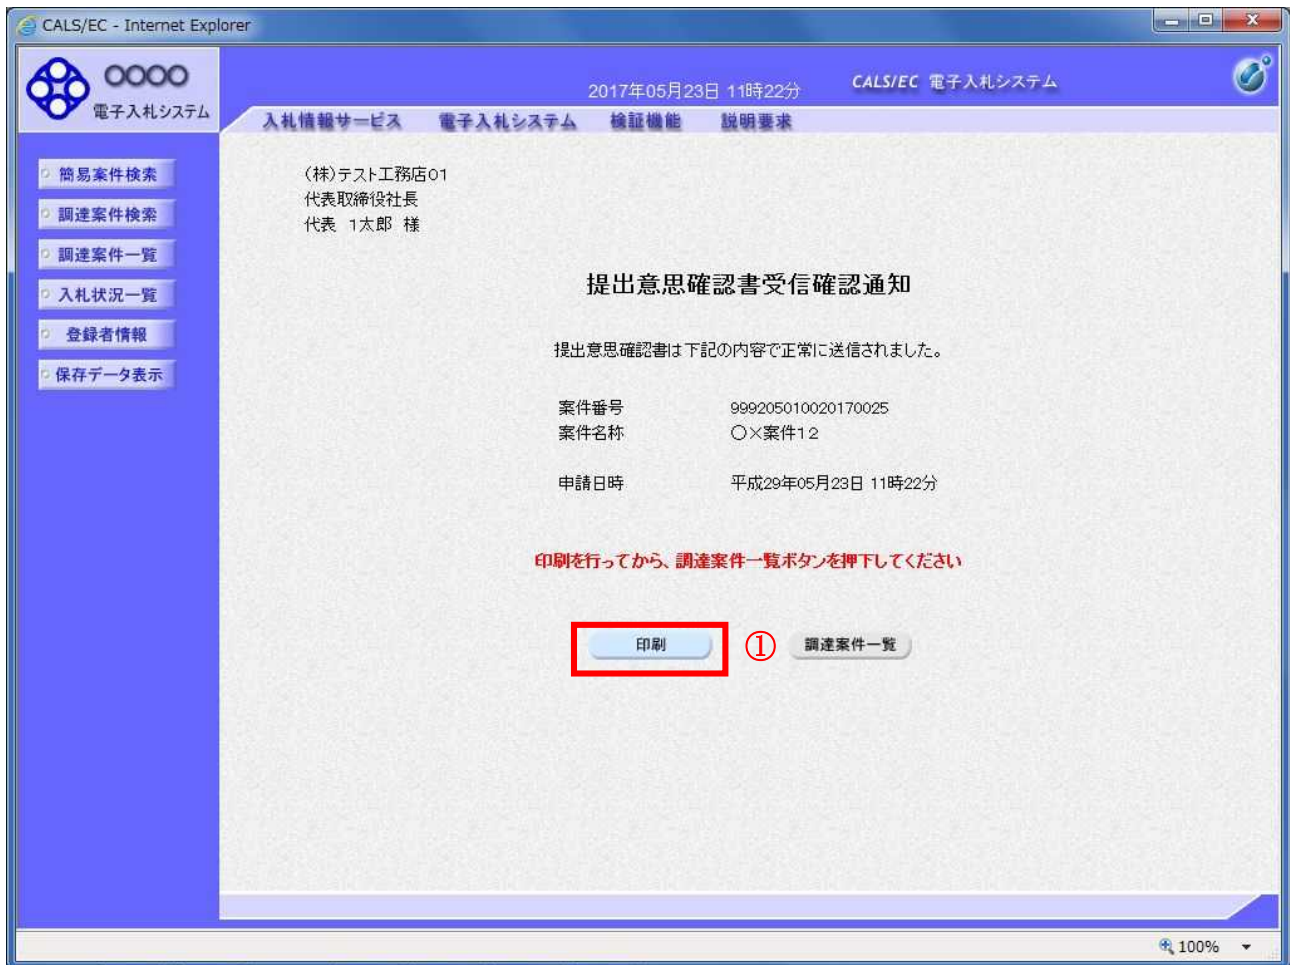 CALS/EC - Internet Explorer
○○○○
電子入札システム
2017年05月23日 11時22分
CALS/EC 電子入札システム
入札情報サービス 電子入札システム 検証機能 説明要求
簡易案件検索
調達案件検索
調達案件一覧
入札状況一覧
登録者情報
保存データ表示
(株)テスト工務店01
代表取締役社長
代表 1太郎 様
提出意思確認書受信確認通知
提出意思確認書は下記の内容で正常に送信されました。
案件番号 999205010020170025
案件名称 ○×案件12
申請日時 平成29年05月23日 11時22分
印刷を行ってから、調達案件一覧ボタンを押下してください
印刷 ① 調達案件一覧
100%